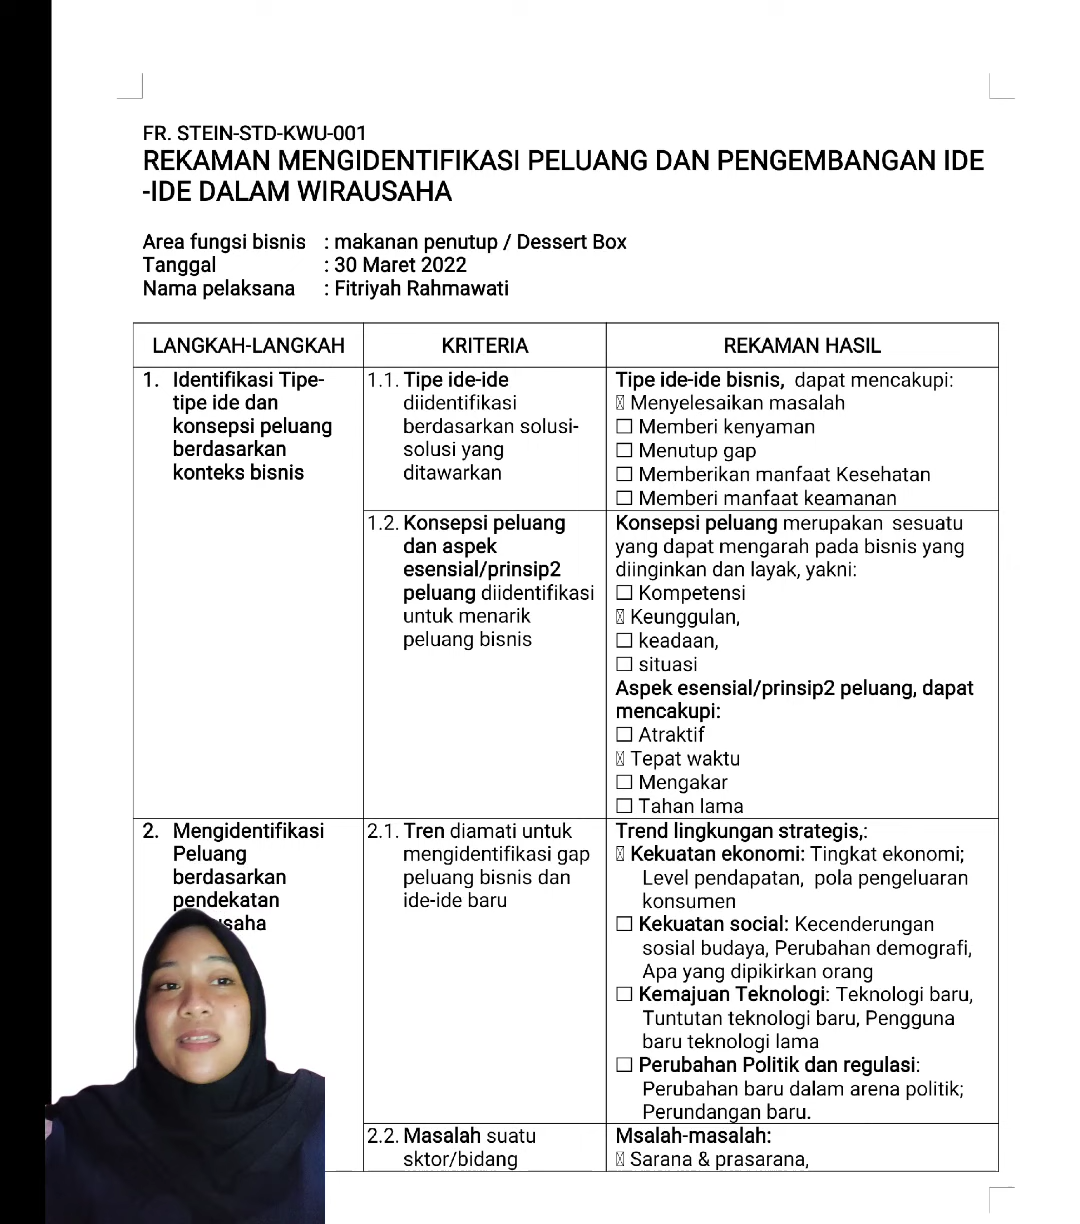 FR. STEIN-STD-KWU-001
REKAMAN MENGIDENTIFIKASI PELUANG DAN PENGEMBANGAN IDE
-IDE DALAM WIRAUSAHA
Area fungsi bisnis : makanan penutup / Dessert Box
Tanggal : 30 Maret 2022
Nama pelaksana : Fitriyah Rahmawati
LANGKAH-LANGKAH
KRITERIA
REKAMAN HASIL
1. Identifikasi Tipe-
tipe ide dan
konsepsi peluang
berdasarkan
konteks bisnis
1.1. Tipe ide-ide
diidentifikasi
berdasarkan solusi-
solusi yang
ditawarkan
Tipe ide-ide bisnis, dapat mencakupi:
☒ Menyelesaikan masalah
☐ Memberi kenyaman
☐ Menutup gap
☐ Memberikan manfaat Kesehatan
☐ Memberi manfaat keamanan
1.2. Konsepsi peluang
dan aspek
esensial/prinsip2
peluang diidentifikasi
untuk menarik
peluang bisnis
Konsepsi peluang merupakan sesuatu
yang dapat mengarah pada bisnis yang
diinginkan dan layak, yakni:
☐ Kompetensi
☒ Keunggulan,
☐ keadaan,
☐ situasi
Aspek esensial/prinsip2 peluang, dapat
mencakupi:
☐ Atraktif
☒ Tepat waktu
☐ Mengakar
☐ Tahan lama
2. Mengidentifikasi
Peluang
berdasarkan
pendekatan
usaha
2.1. Tren diamati untuk
mengidentifikasi gap
peluang bisnis dan
ide-ide baru
Trend lingkungan strategis,:
☒ Kekuatan ekonomi: Tingkat ekonomi;
Level pendapatan, pola pengeluaran
konsumen
☐ Kekuatan social: Kecenderungan
sosial budaya, Perubahan demografi,
Apa yang dipikirkan orang
☐ Kemajuan Teknologi: Teknologi baru,
Tuntutan teknologi baru, Pengguna
baru teknologi lama
☐ Perubahan Politik dan regulasi:
Perubahan baru dalam arena politik;
Perundangan baru.
2.2. Masalah suatu
sktor/bidang
Msalah-masalah:
☒ Sarana & prasarana,